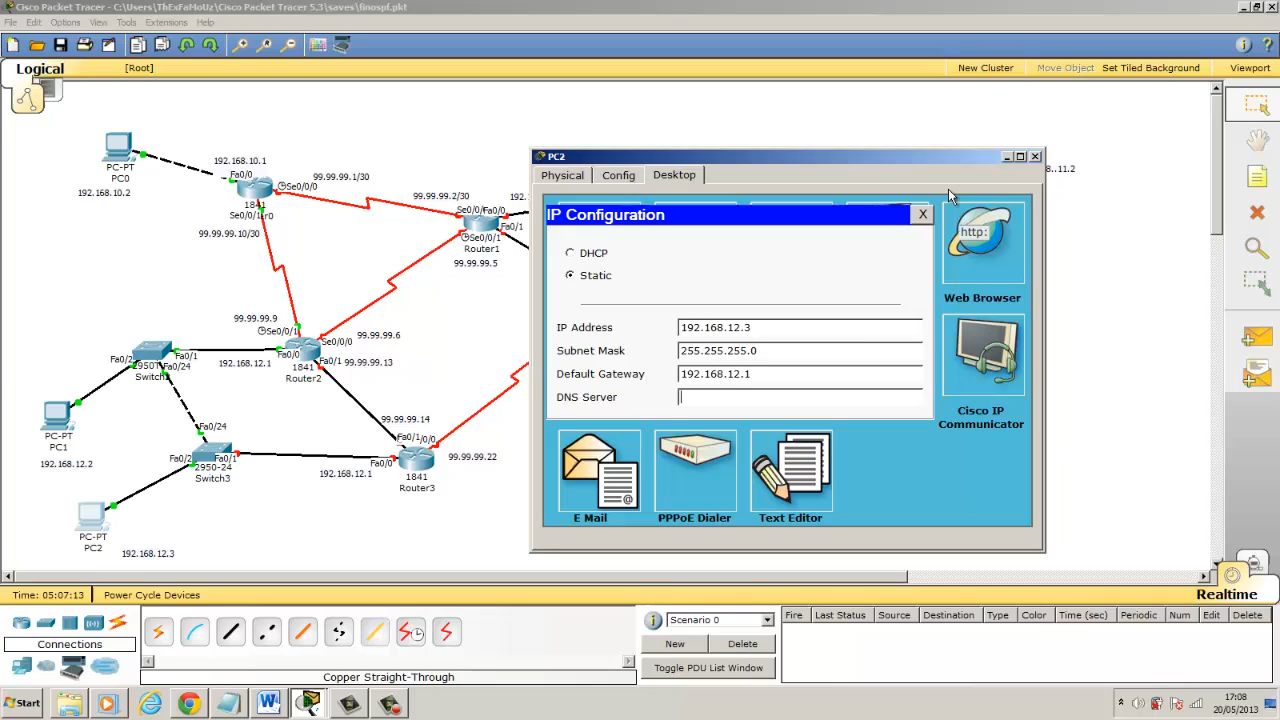 Cisco Packet Tracer - C:\Users\ThExFaMoUz\Cisco Packet Tracer 5.3\saves\finospf.pkt
File Edit Options View Tools Extensions Help
Logical
[Root]
New Cluster
Move Object
Set Tiled Background
Viewport
192.168.10.1
Fa0/0
PC-PT
PC0
192.168.10.2
99.99.99.1/30
Se0/0/0
1841
Se0/0/1
99.99.99.10/30
99.99.99.2/30
Se0/0/0
Fa0/0
Fa0/1
Se0/0/1
Router1
99.99.99.5
99.99.99.9
Se0/0/1
Se0/0/0
99.99.99.6
Fa0/0
Fa0/1
99.99.99.13
1841
Router2
192.168.12.1
Fa0/2
Fa0/1
Fa0/24
PC-PT
PC1
192.168.12.2
Fa0/24
Fa0/2
Fa0/1
2950-24
Switch3
192.168.12.1
99.99.99.14
Fa0/1
Fa0/0
1841
Router3
99.99.99.22
PC-PT
PC2
192.168.12.3
PC2
Physical
Config
Desktop
IP Configuration
X
DHCP
Static
IP Address
192.168.12.3
Subnet Mask
255.255.255.0
Default Gateway
192.168.12.1
DNS Server
http:
Web Browser
Cisco IP
Communicator
E Mail
PPPoE Dialer
Text Editor
Time: 05:07:13
Power Cycle Devices
Realtime
Connections
Copper Straight-Through
Scenario 0
New
Delete
Toggle PDU List Window
Fire
Last Status
Source
Destination
Type
Color
Time (sec)
Periodic
Num
Edit
Delete
Start
17:08
20/05/2013